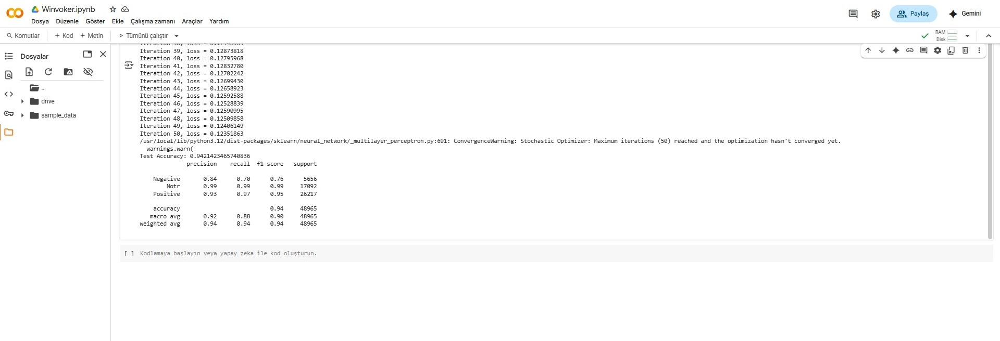 Winvoker.ipynb
Dosya Düzenle Göster Ekle Çalışma zamanı Araçlar Yardım
Paylaş
Gemini
Komutlar + Kod + Metin Tümünü çalıştır
RAM
Disk
Dosyalar
..
drive
sample_data
Iteration 39, loss = 0.12873818
Iteration 40, loss = 0.12795968
Iteration 41, loss = 0.12832780
Iteration 42, loss = 0.12702242
Iteration 43, loss = 0.12699430
Iteration 44, loss = 0.12658923
Iteration 45, loss = 0.12592588
Iteration 46, loss = 0.12528839
Iteration 47, loss = 0.12590995
Iteration 48, loss = 0.12509858
Iteration 49, loss = 0.12406149
Iteration 50, loss = 0.12351863
/usr/local/lib/python3.12/dist-packages/sklearn/neural_network/_multilayer_perceptron.py:691: ConvergenceWarning: Stochastic Optimizer: Maximum iterations (50) reached and the optimization hasn't converged yet.
warnings.warn(
Test Accuracy: 0.9421423465740836
precision recall f1-score support
Negative 0.84 0.70 0.76 5656
Notr 0.99 0.99 0.99 17092
Positive 0.93 0.97 0.95 26217
accuracy 0.94 48965
macro avg 0.92 0.88 0.90 48965
weighted avg 0.94 0.94 0.94 48965
[ ] Kodlamaya başlayın veya yapay zeka ile kod oluşturun.